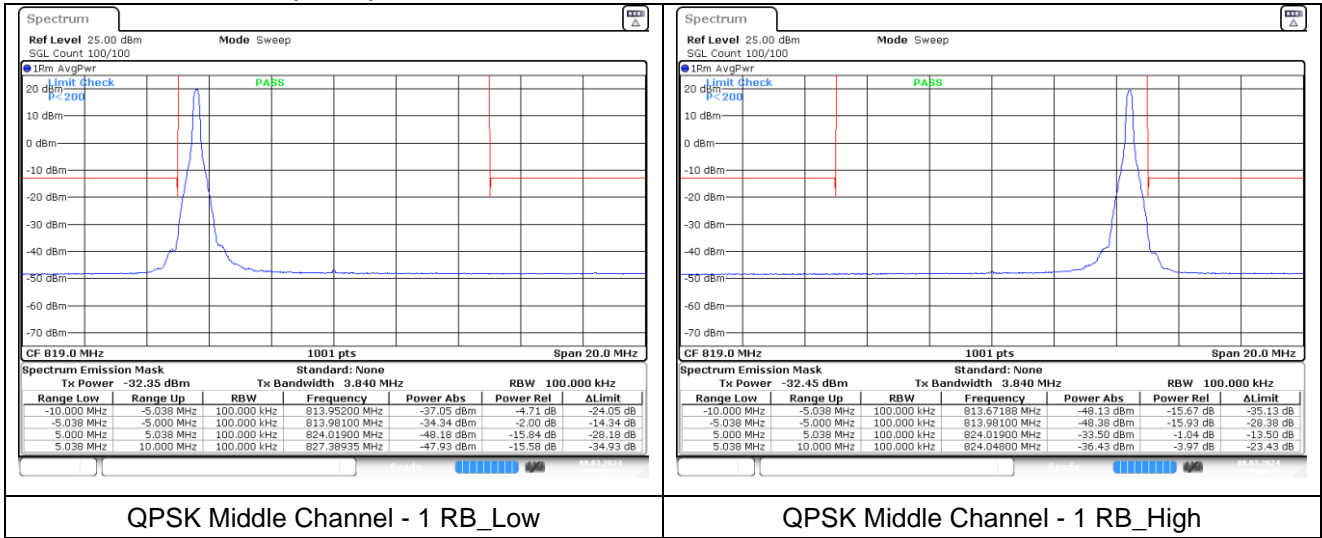 Spectrum
Ref Level 25.00 dBm Mode Sweep
SGL Count 100/100
1Rm AvgPwr
Limit Check PASS
20 dBm
P<200
10 dBm
0 dBm
-10 dBm
-20 dBm
-30 dBm
-40 dBm
-50 dBm
-60 dBm
-70 dBm
CF 819.0 MHz 1001 pts Span 20.0 MHz
Spectrum Emission Mask Standard: None
Tx Power -32.35 dBm Tx Bandwidth 3.840 MHz RBW 100.000 kHz
Range Low Range Up RBW Frequency Power Abs Power Rel ΔLimit
-10.000 MHz -5.038 MHz 100.000 kHz 813.95200 MHz -37.05 dBm -4.71 dB -24.05 dB
-5.038 MHz -5.000 MHz 100.000 kHz 813.98100 MHz -34.34 dBm -2.00 dB -14.34 dB
5.000 MHz 5.038 MHz 100.000 kHz 824.01900 MHz -48.18 dBm -15.84 dB -28.18 dB
5.038 MHz 10.000 MHz 100.000 kHz 827.38935 MHz -47.93 dBm -15.58 dB -34.93 dB
08.03.2024
QPSK Middle Channel - 1 RB_Low
Spectrum
Ref Level 25.00 dBm Mode Sweep
SGL Count 100/100
1Rm AvgPwr
Limit Check PASS
20 dBm
P<200
10 dBm
0 dBm
-10 dBm
-20 dBm
-30 dBm
-40 dBm
-50 dBm
-60 dBm
-70 dBm
CF 819.0 MHz 1001 pts Span 20.0 MHz
Spectrum Emission Mask Standard: None
Tx Power -32.45 dBm Tx Bandwidth 3.840 MHz RBW 100.000 kHz
Range Low Range Up RBW Frequency Power Abs Power Rel ΔLimit
-10.000 MHz -5.038 MHz 100.000 kHz 813.67188 MHz -48.13 dBm -15.67 dB -35.13 dB
-5.038 MHz -5.000 MHz 100.000 kHz 813.98100 MHz -48.38 dBm -15.93 dB -28.38 dB
5.000 MHz 5.038 MHz 100.000 kHz 824.01900 MHz -33.50 dBm -1.04 dB -13.50 dB
5.038 MHz 10.000 MHz 100.000 kHz 824.04800 MHz -36.43 dBm -3.97 dB -23.43 dB
08.03.2024
QPSK Middle Channel - 1 RB_High